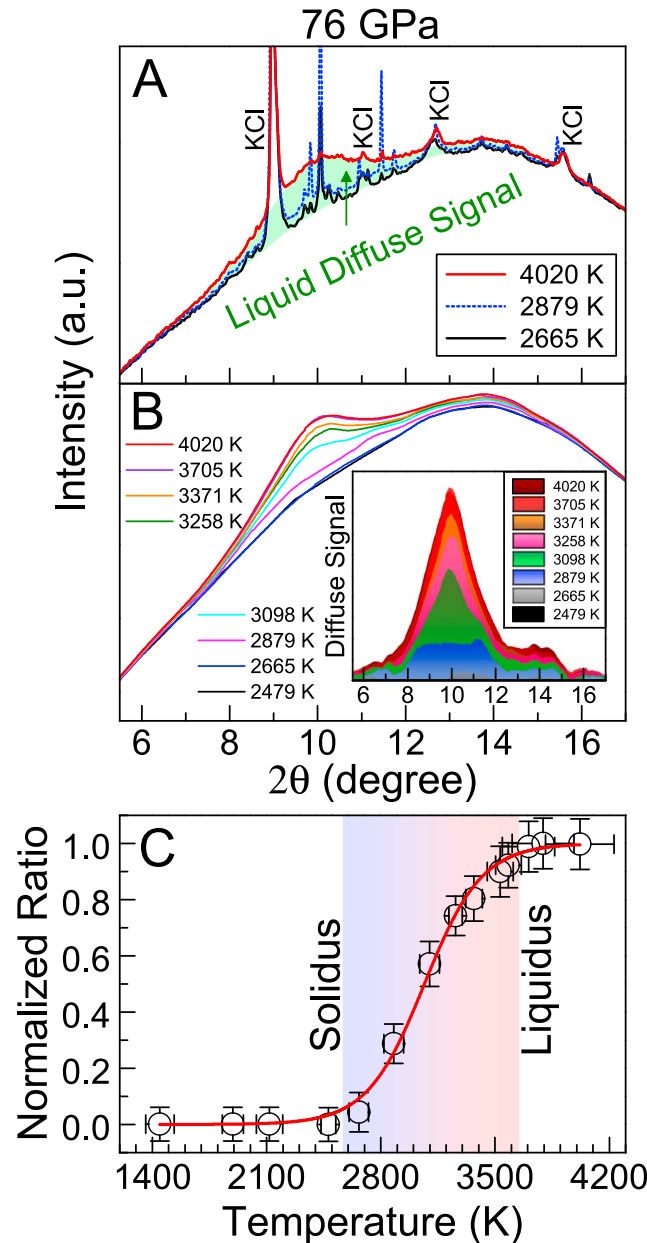 76 GPa
A
KCl
KCl
KCl
KCl
Liquid Diffuse Signal
4020 K
2879 K
2665 K
Intensity (a.u.)
B
4020 K
3705 K
3371 K
3258 K
3098 K
2879 K
2665 K
2479 K
Diffuse Signal
4020 K
3705 K
3371 K
3258 K
3098 K
2879 K
2665 K
2479 K
6 8 10 12 14 16
6 8 10 12 14 16
2θ (degree)
C
Normalized Ratio
1.0
0.8
0.6
0.4
0.2
0.0
Solidus
Liquidus
1400 2100 2800 3500 4200
Temperature (K)